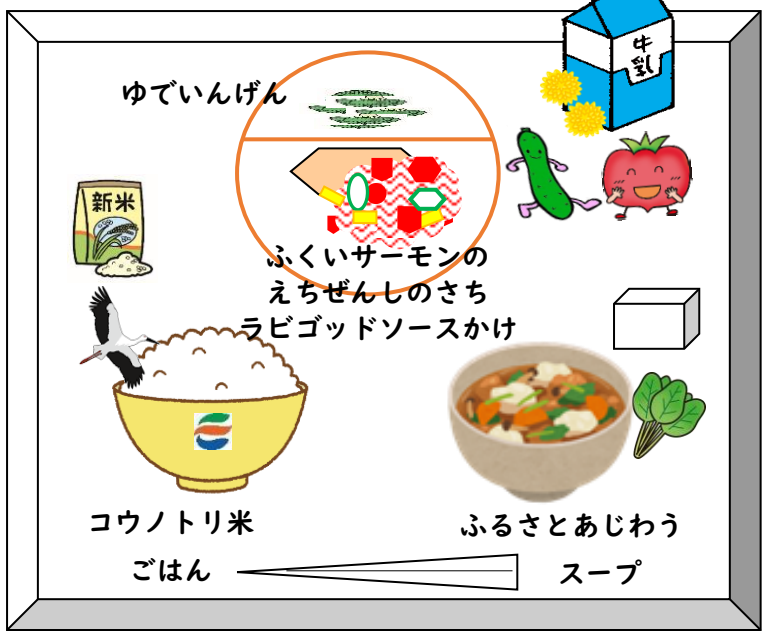 牛乳
ゆでいんげん
新米
ふくいサーモンの
えちぜんしのさち
ラビゴッドソースかけ
コウノトリ米
ごはん
ふるさとあじわう
スープ